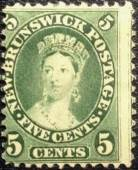 NEW BRUNSWICK POSTAGE.
FIVE CENTS.
5 5
5 CENTS 5